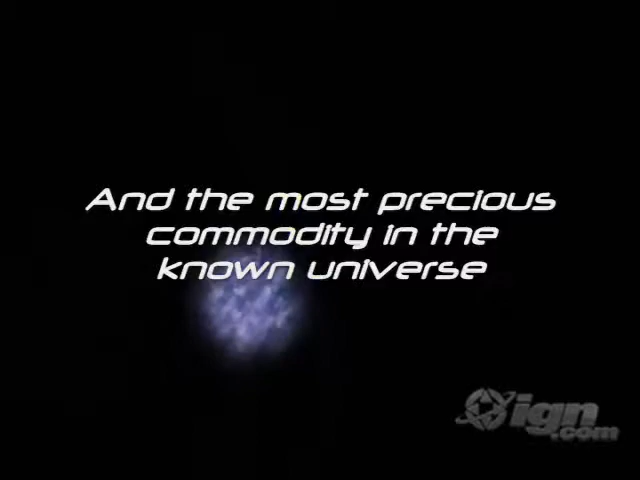 And the most precious
commodity in the
known universe
ign
.com